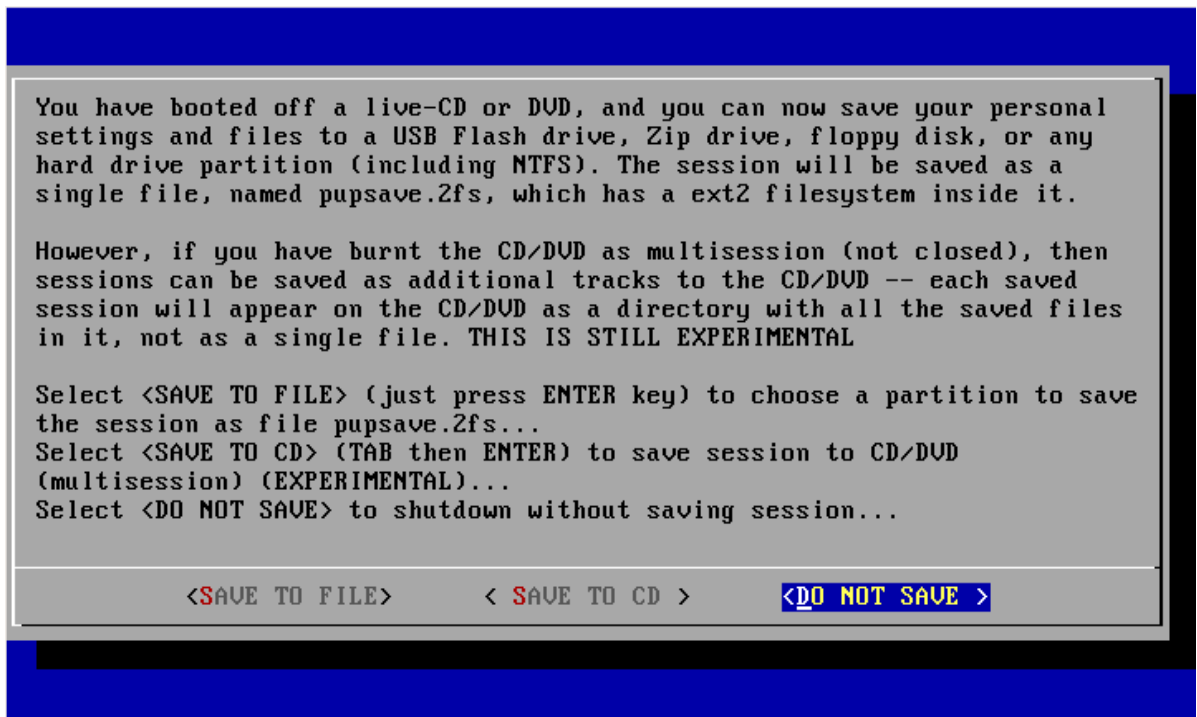 You have booted off a live-CD or DVD, and you can now save your personal
settings and files to a USB Flash drive, Zip drive, floppy disk, or any
hard drive partition (including NTFS). The session will be saved as a
single file, named pupsave.2fs, which has a ext2 filesystem inside it.
However, if you have burnt the CD/DVD as multisession (not closed), then
sessions can be saved as additional tracks to the CD/DVD -- each saved
session will appear on the CD/DVD as a directory with all the saved files
in it, not as a single file. THIS IS STILL EXPERIMENTAL
Select <SAVE TO FILE> (just press ENTER key) to choose a partition to save
the session as file pupsave.2fs...
Select <SAVE TO CD> (TAB then ENTER) to save session to CD/DVD
(multisession) (EXPERIMENTAL)...
Select <DO NOT SAVE> to shutdown without saving session...
<SAVE TO FILE> < SAVE TO CD > <DO NOT SAVE >